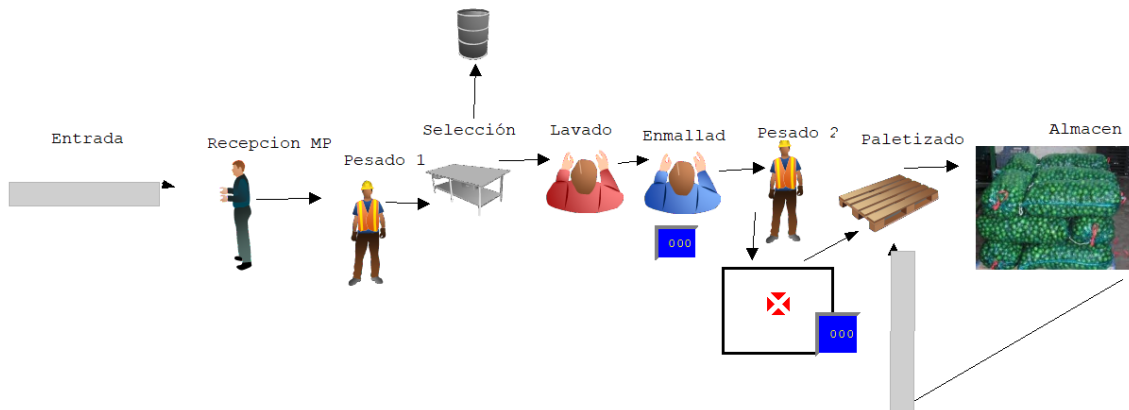 Entrada
Recepcion MP
Pesado 1
Selección
Lavado
Enmallad
Pesado 2
Paletizado
Almacen
000
000